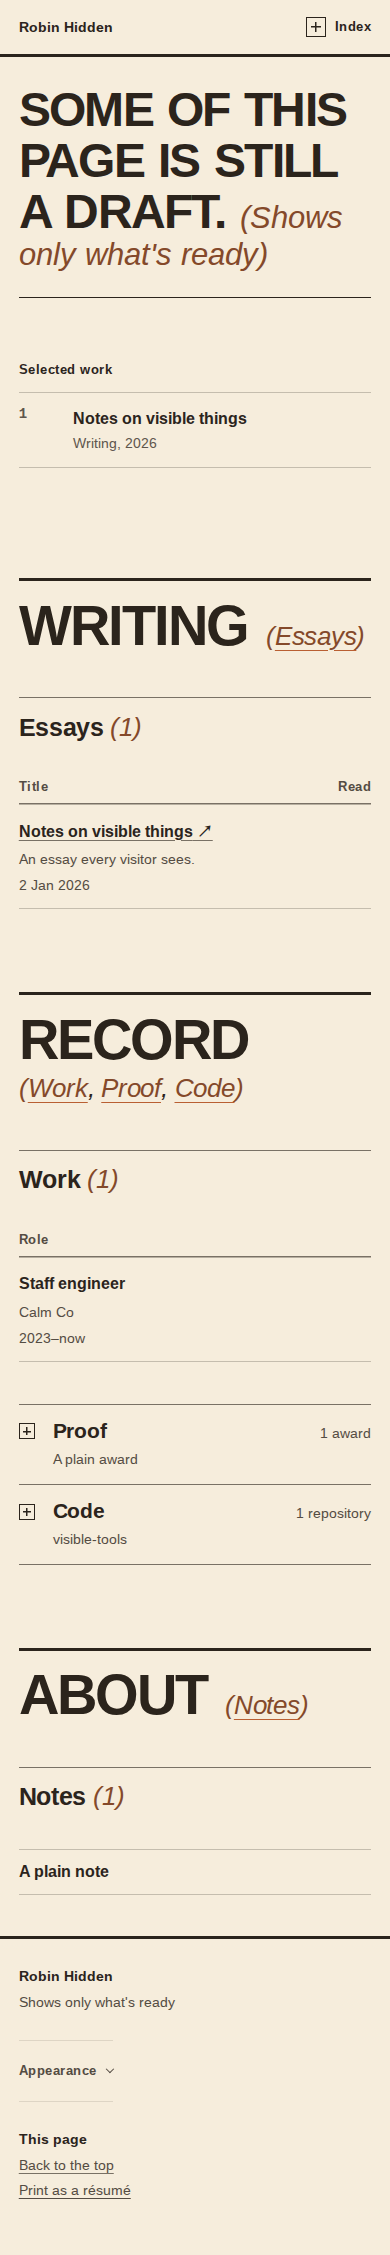 Robin Hidden
Index
SOME OF THIS
PAGE IS STILL
A DRAFT. (Shows
only what's ready)
Selected work
1
Notes on visible things
Writing, 2026
WRITING (Essays)
Essays (1)
Title Read
Notes on visible things ↗
An essay every visitor sees.
2 Jan 2026
RECORD
(Work, Proof, Code)
Work (1)
Role
Staff engineer
Calm Co
2023–now
Proof 1 award
A plain award
Code 1 repository
visible-tools
ABOUT (Notes)
Notes (1)
A plain note
Robin Hidden
Shows only what's ready
Appearance
This page
Back to the top
Print as a résumé